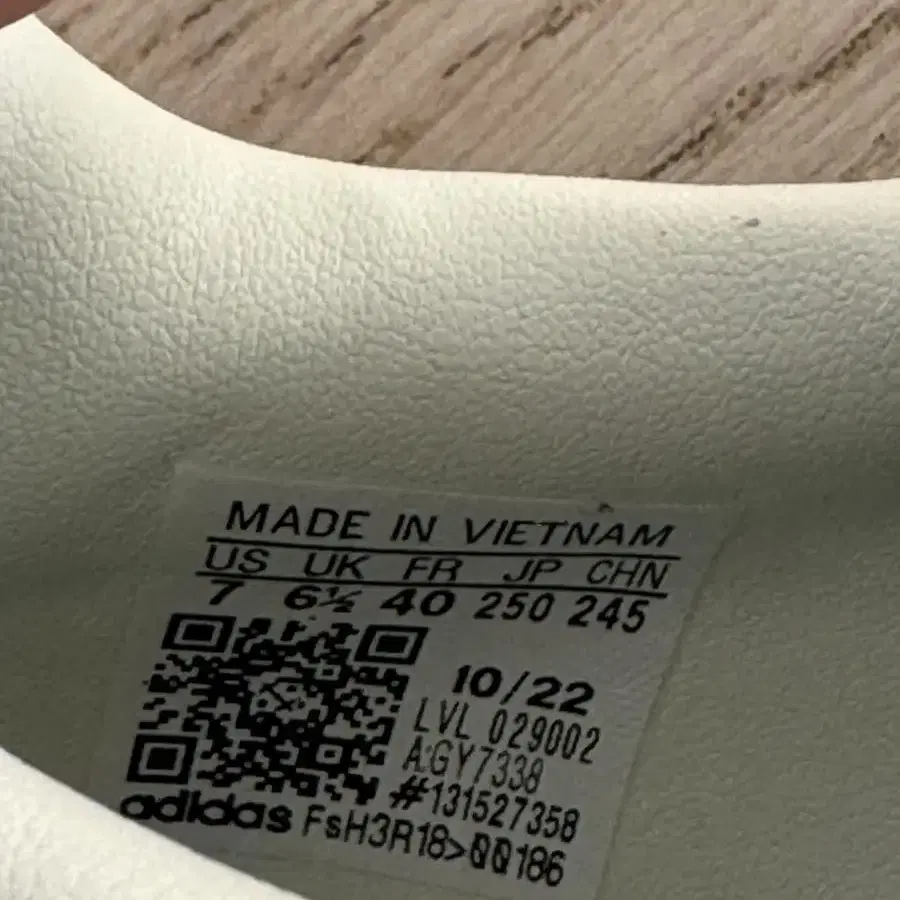 MADE IN VIETNAM
US UK FR JP CHN
7 6½ 40 250 245
10/22
LVL 029002
A:GY7338
#131527358
adidas FsH3R18>00186